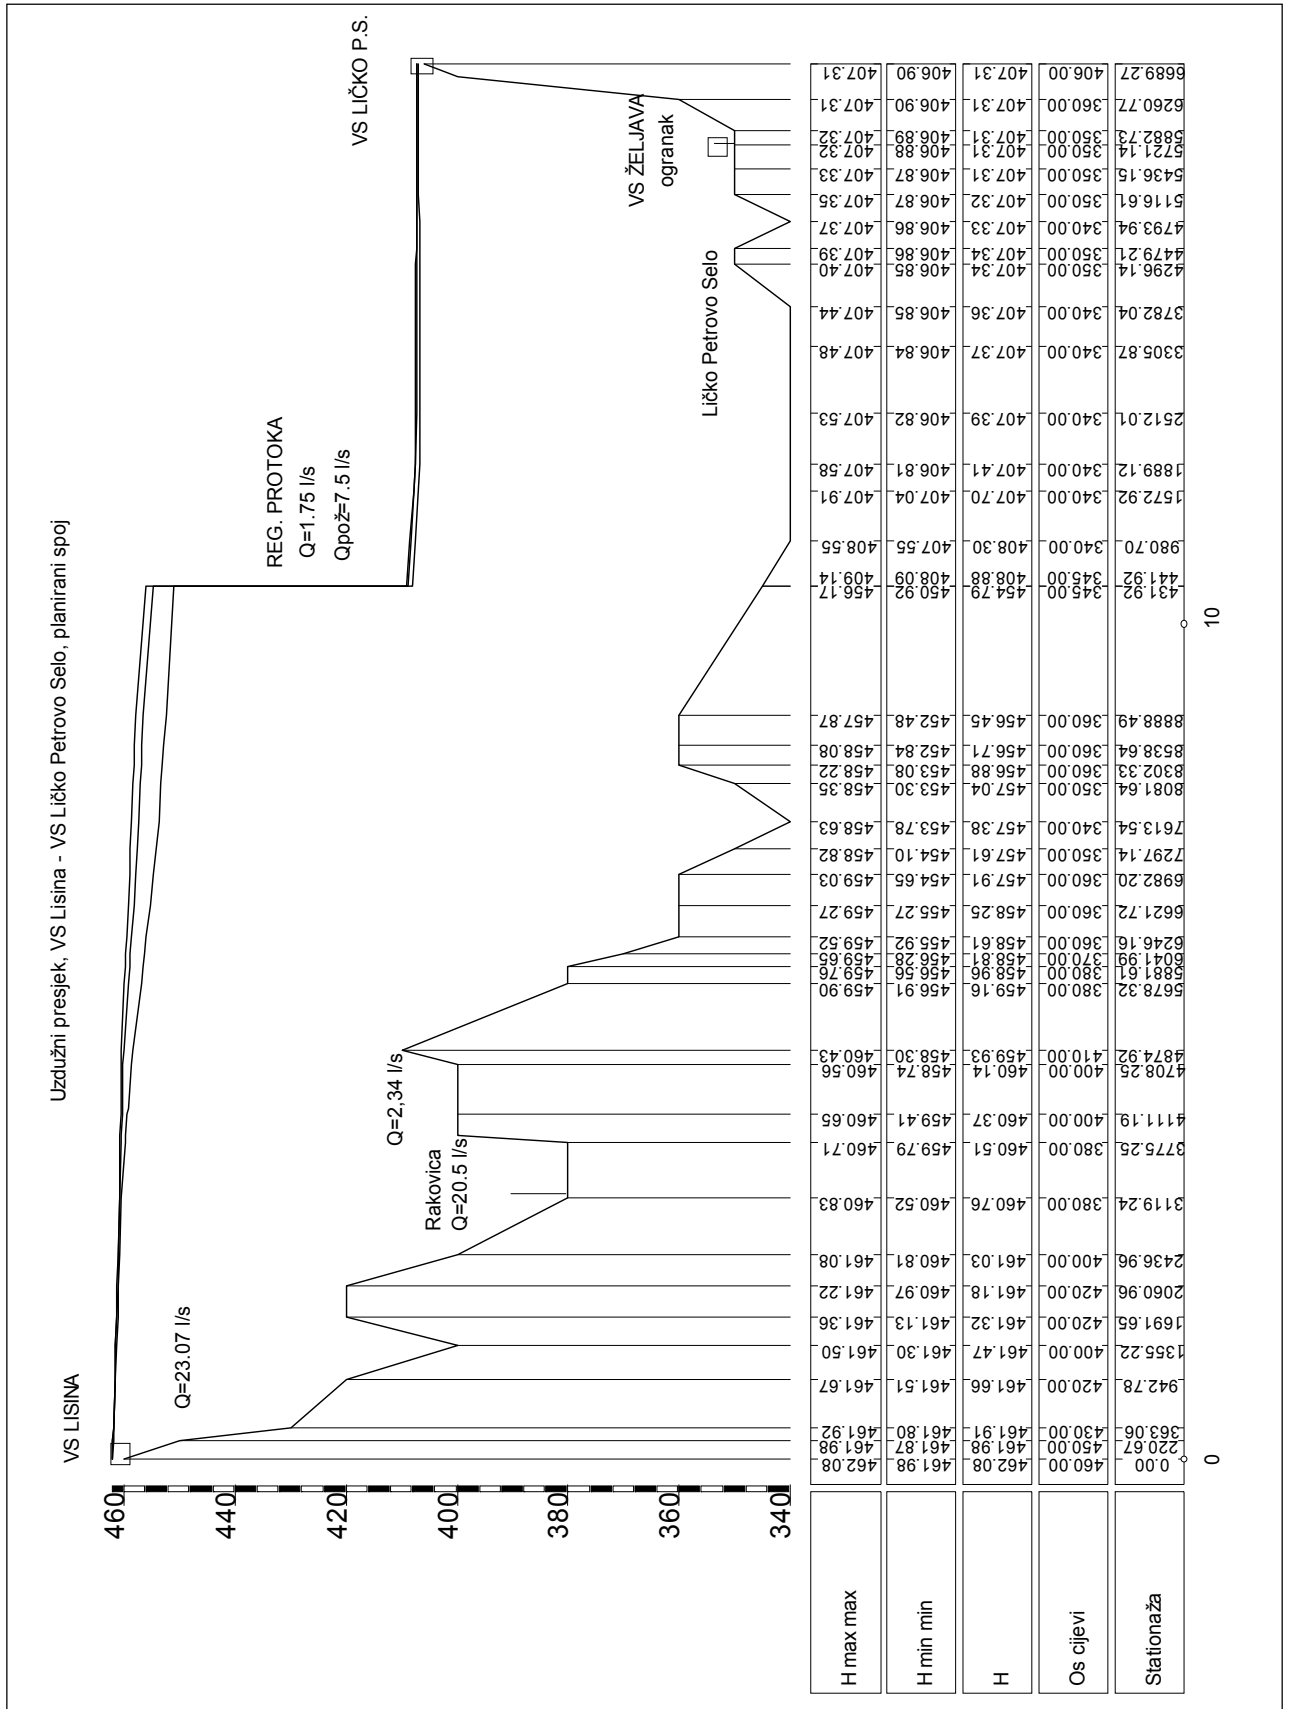 Uzdužni presjek, VS Lisina - VS Ličko Petrovo Selo, planirani spoj
VS LISINA
Q=23.07 l/s
Rakovica
Q=20.5 l/s
Q=2,34 l/s
REG. PROTOKA
Q=1.75 l/s
Qpož=7.5 l/s
Ličko Petrovo Selo
VS ŽELJAVA
ogranak
VS LIČKO P.S.
460
440
420
400
380
360
340
H max max
462.08 461.98 461.92 461.67 461.50 461.36 461.22 461.08 460.83 460.71 460.65 460.56 460.43 459.90 459.76 459.65 459.52 459.27 459.03 458.82 458.63 458.35 458.22 458.08 457.87 456.17 409.14 408.55 407.91 407.58 407.53 407.48 407.44 407.40 407.39 407.37 407.35 407.33 407.32 407.32 407.31 407.31
H min min
461.98 461.87 461.80 461.51 461.30 461.13 460.97 460.81 460.52 459.79 459.41 458.74 458.30 456.91 456.56 456.28 455.92 455.27 454.65 454.10 453.78 453.30 453.08 452.84 452.48 450.92 408.09 407.55 407.04 406.81 406.82 406.84 406.85 406.85 406.86 406.86 406.87 406.87 406.88 406.89 406.90 406.90
H
462.08 461.98 461.91 461.66 461.47 461.32 461.18 461.03 460.76 460.51 460.37 460.14 459.93 459.16 458.96 458.81 458.61 458.25 457.91 457.61 457.38 457.04 456.88 456.71 456.45 454.79 408.88 408.30 407.70 407.41 407.39 407.37 407.36 407.34 407.34 407.33 407.32 407.31 407.31 407.31 407.31 407.31
Os cijevi
460.00 450.00 430.00 420.00 400.00 420.00 420.00 400.00 380.00 380.00 400.00 400.00 410.00 380.00 380.00 370.00 360.00 360.00 360.00 350.00 340.00 350.00 360.00 360.00 360.00 345.00 345.00 340.00 340.00 340.00 340.00 340.00 340.00 350.00 350.00 340.00 350.00 350.00 350.00 350.00 360.00 406.00
Stationaža
0.00 220.67 363.06 942.78 1355.22 1691.65 2060.96 2436.96 3119.24 3775.25 4111.19 4708.25 4874.92 5678.32 5881.61 6041.99 6246.16 6621.72 6982.20 7297.14 7613.54 8081.64 8302.33 8538.64 8888.49 431.92 441.92 980.70 1572.92 1889.12 2512.01 3305.87 3782.04 4296.14 4479.21 4793.94 5116.61 5436.15 5721.14 5882.73 6260.77 6689.27
0
10